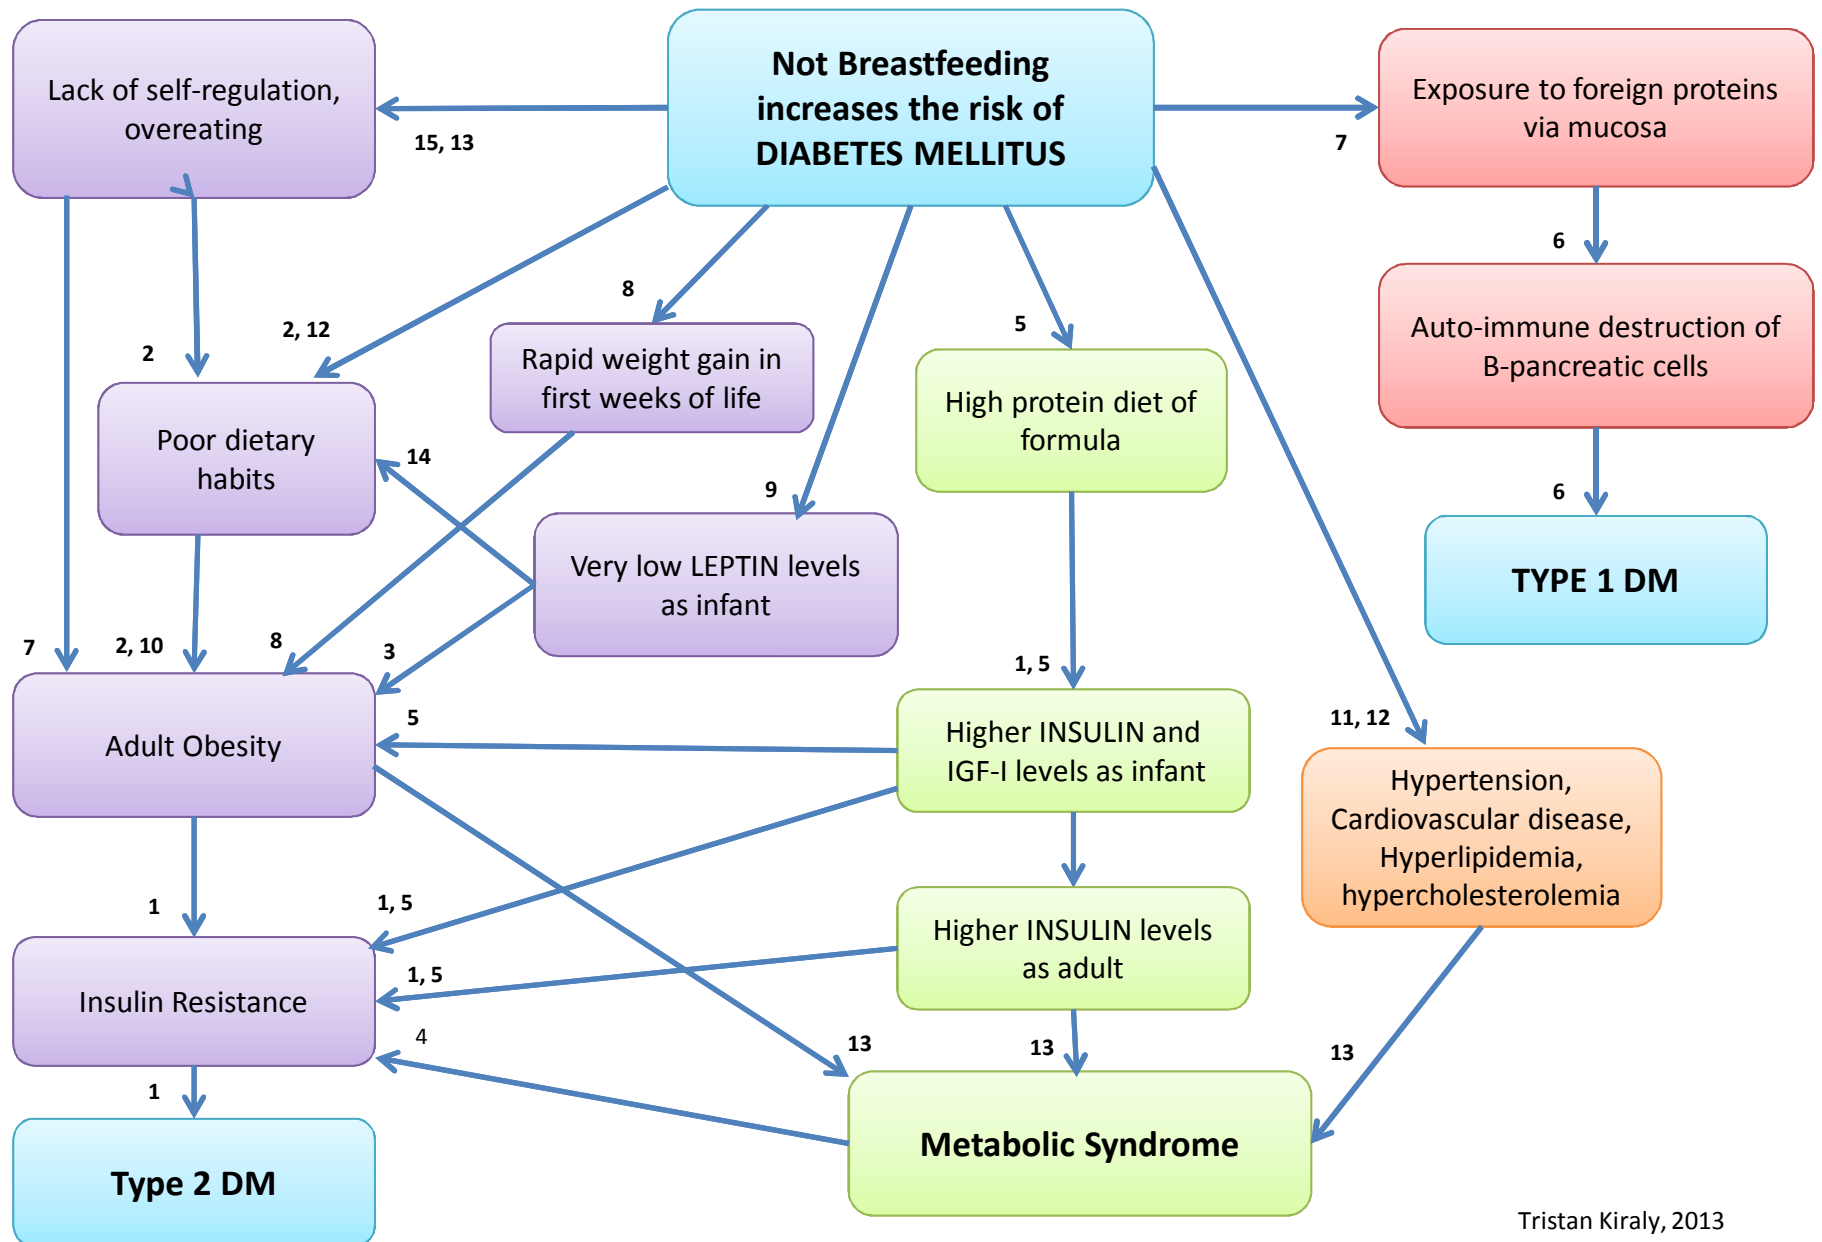 Lack of self-regulation,
overeating
Not Breastfeeding
increases the risk of
DIABETES MELLITUS
Exposure to foreign proteins
via mucosa
15, 13
7
6
8
2, 12
5
2
Rapid weight gain in
first weeks of life
Auto-immune destruction of
B-pancreatic cells
High protein diet of
formula
Poor dietary
habits
14
9
6
Very low LEPTIN levels
as infant
TYPE 1 DM
7
2, 10
8
3
1, 5
5
11, 12
Adult Obesity
Higher INSULIN and
IGF-I levels as infant
Hypertension,
Cardiovascular disease,
Hyperlipidemia,
hypercholesterolemia
1
1, 5
Higher INSULIN levels
as adult
1, 5
Insulin Resistance
4
13
13
13
1
Metabolic Syndrome
Type 2 DM
Tristan Kiraly, 2013